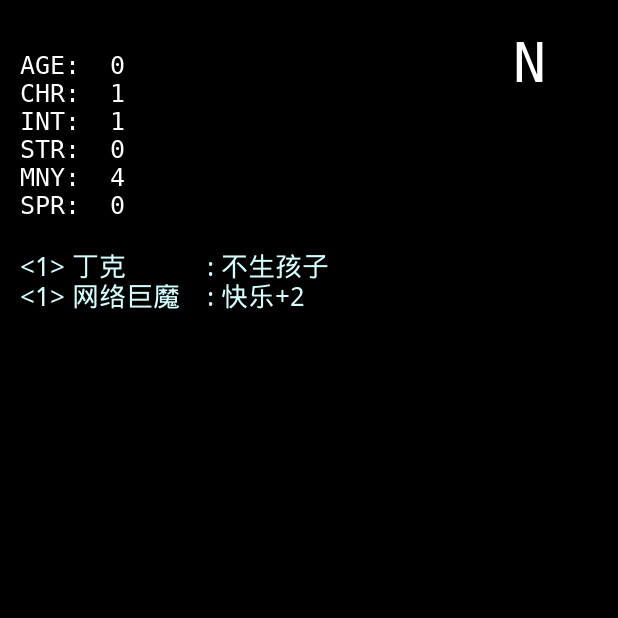 N
AGE: 0
CHR: 1
INT: 1
STR: 0
MNY: 4
SPR: 0
<1> 丁克 : 不生孩子
<1> 网络巨魔 : 快乐+2